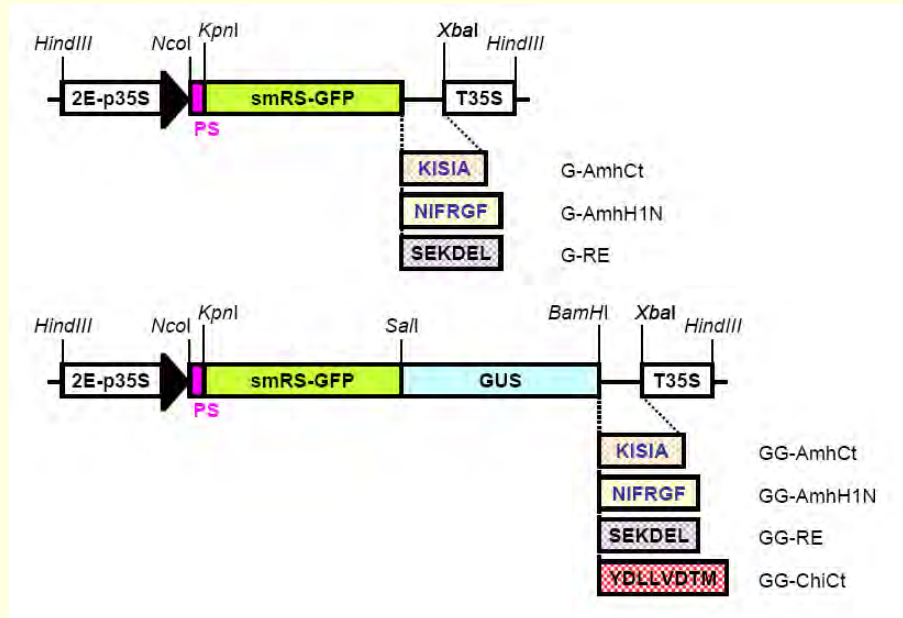 HindIII NcoI KpnI XbaI HindIII
2E-p35S smRS-GFP T35S
PS
KISIA G-AmhCt
NIFRGF G-AmhH1N
SEKDEL G-RE
HindIII NcoI KpnI SalI BamHI XbaI HindIII
2E-p35S smRS-GFP GUS T35S
PS
KISIA GG-AmhCt
NIFRGF GG-AmhH1N
SEKDEL GG-RE
YDLLVDTM GG-ChiCt